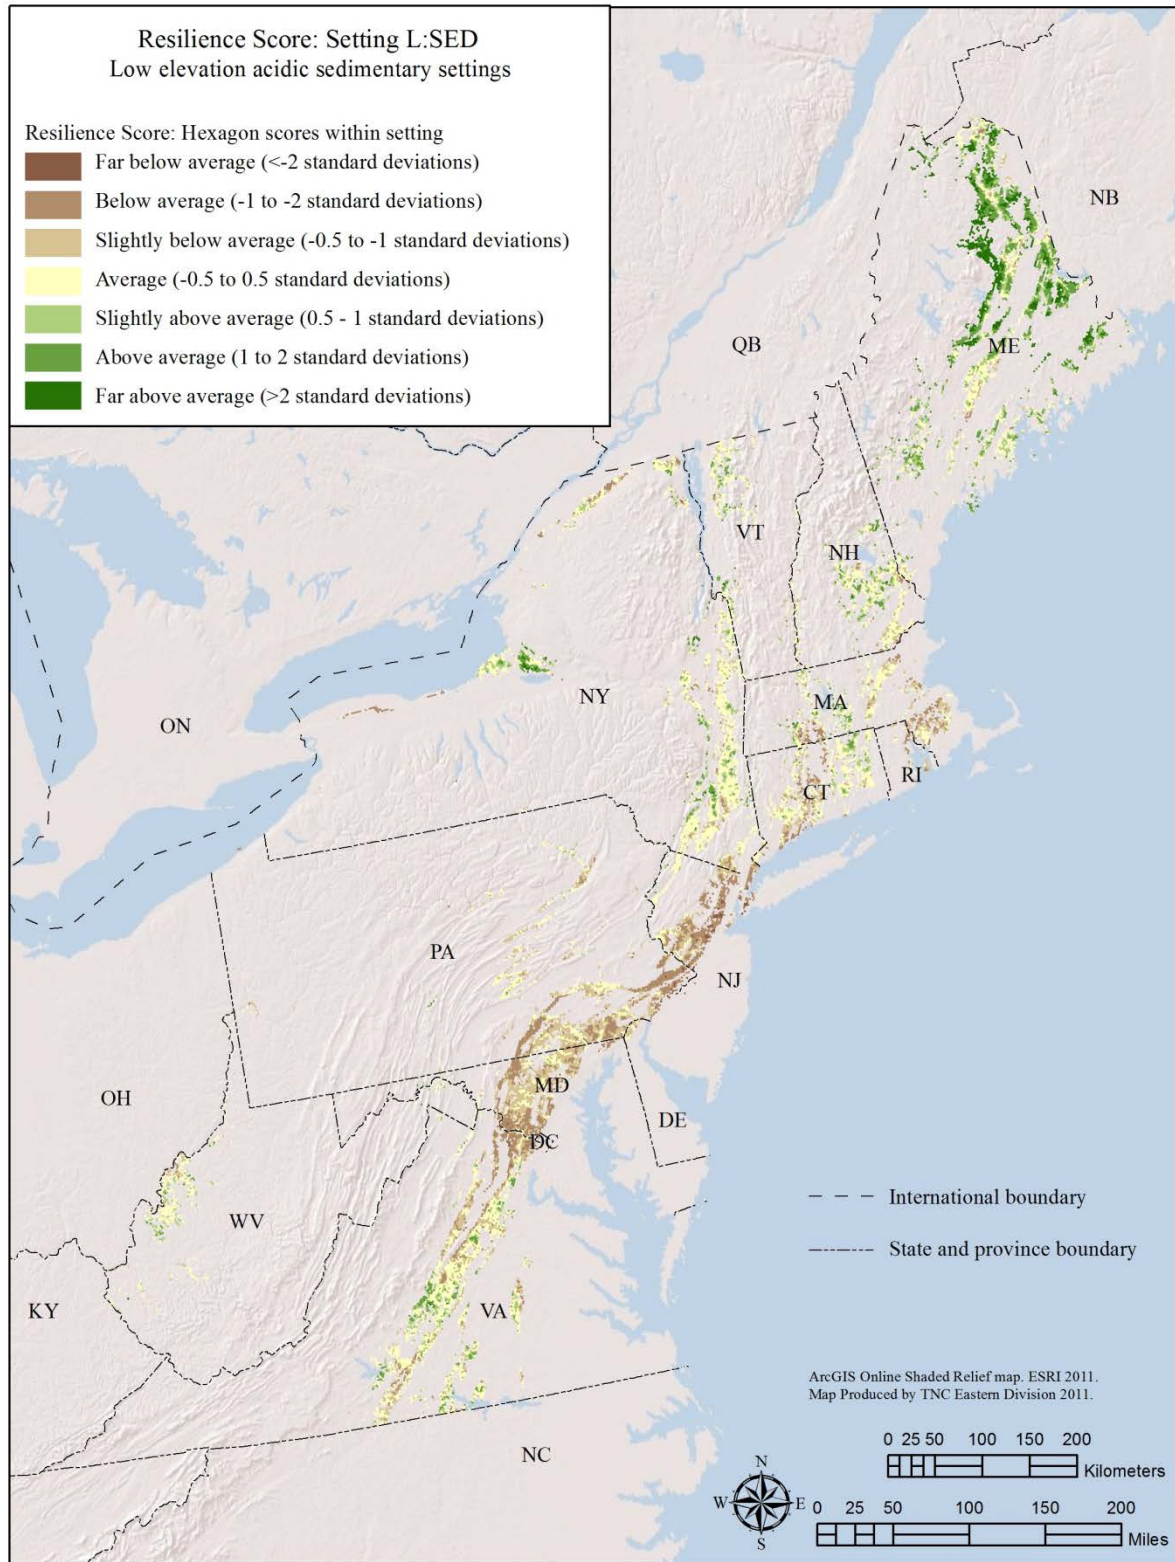 Resilience Score: Setting L:SED
Low elevation acidic sedimentary settings
Resilience Score: Hexagon scores within setting
Far below average (<-2 standard deviations)
Below average (-1 to -2 standard deviations)
Slightly below average (-0.5 to -1 standard deviations)
Average (-0.5 to 0.5 standard deviations)
Slightly above average (0.5 - 1 standard deviations)
Above average (1 to 2 standard deviations)
Far above average (>2 standard deviations)
NB
QB
ME
VT
NH
NY
MA
ON
RI
CT
PA
NJ
OH
MD
DE
DC
WV
KY
VA
NC
International boundary
State and province boundary
ArcGIS Online Shaded Relief map. ESRI 2011.
Map Produced by TNC Eastern Division 2011.
0 25 50 100 150 200
Kilometers
N
W E
S
0 25 50 100 150 200
Miles